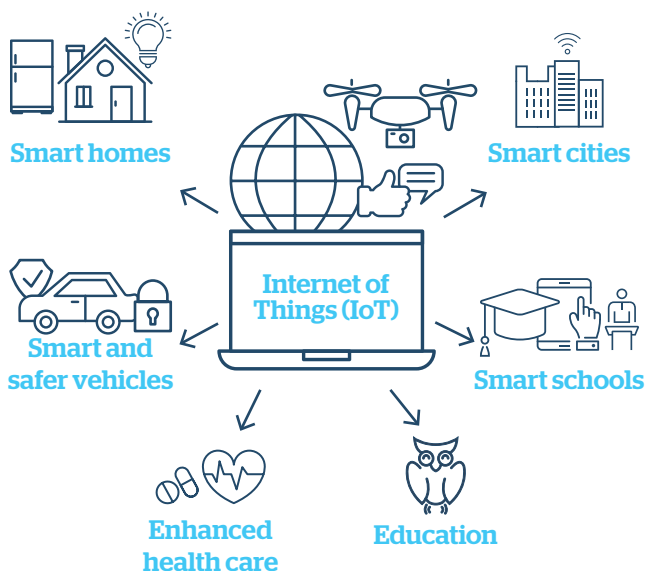 Smart homes
Smart cities
Internet of
Things (IoT)
Smart and
safer vehicles
Smart schools
Enhanced
health care
Education